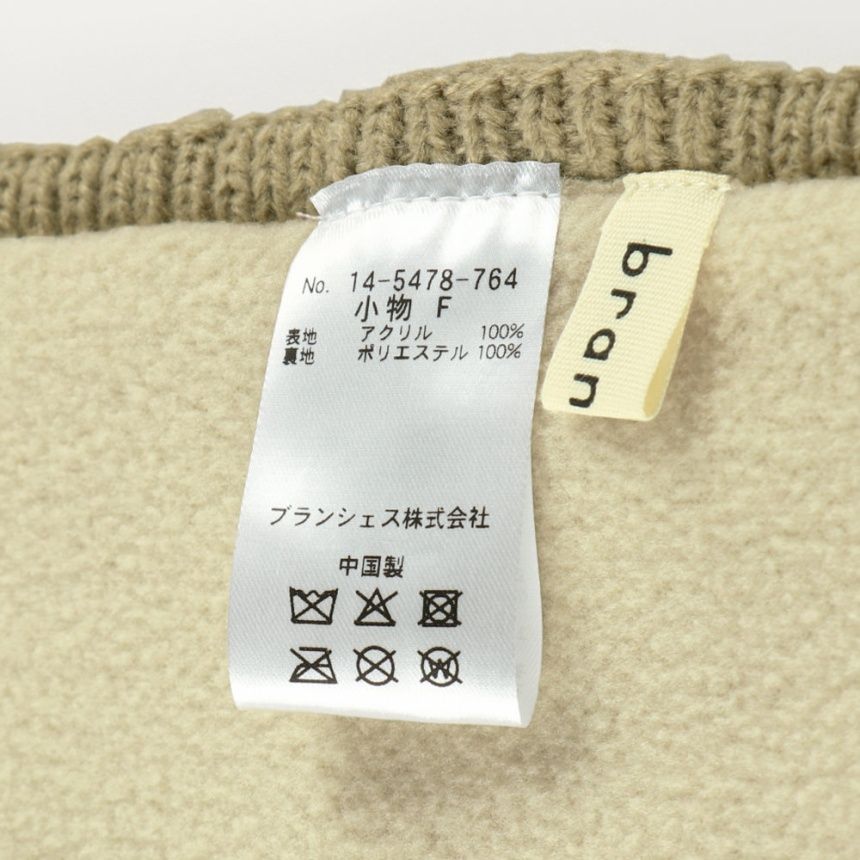 No. 14-5478-764
小物 F
表地 アクリル 100%
裏地 ポリエステル 100%
ブランシェス株式会社
中国製
bran